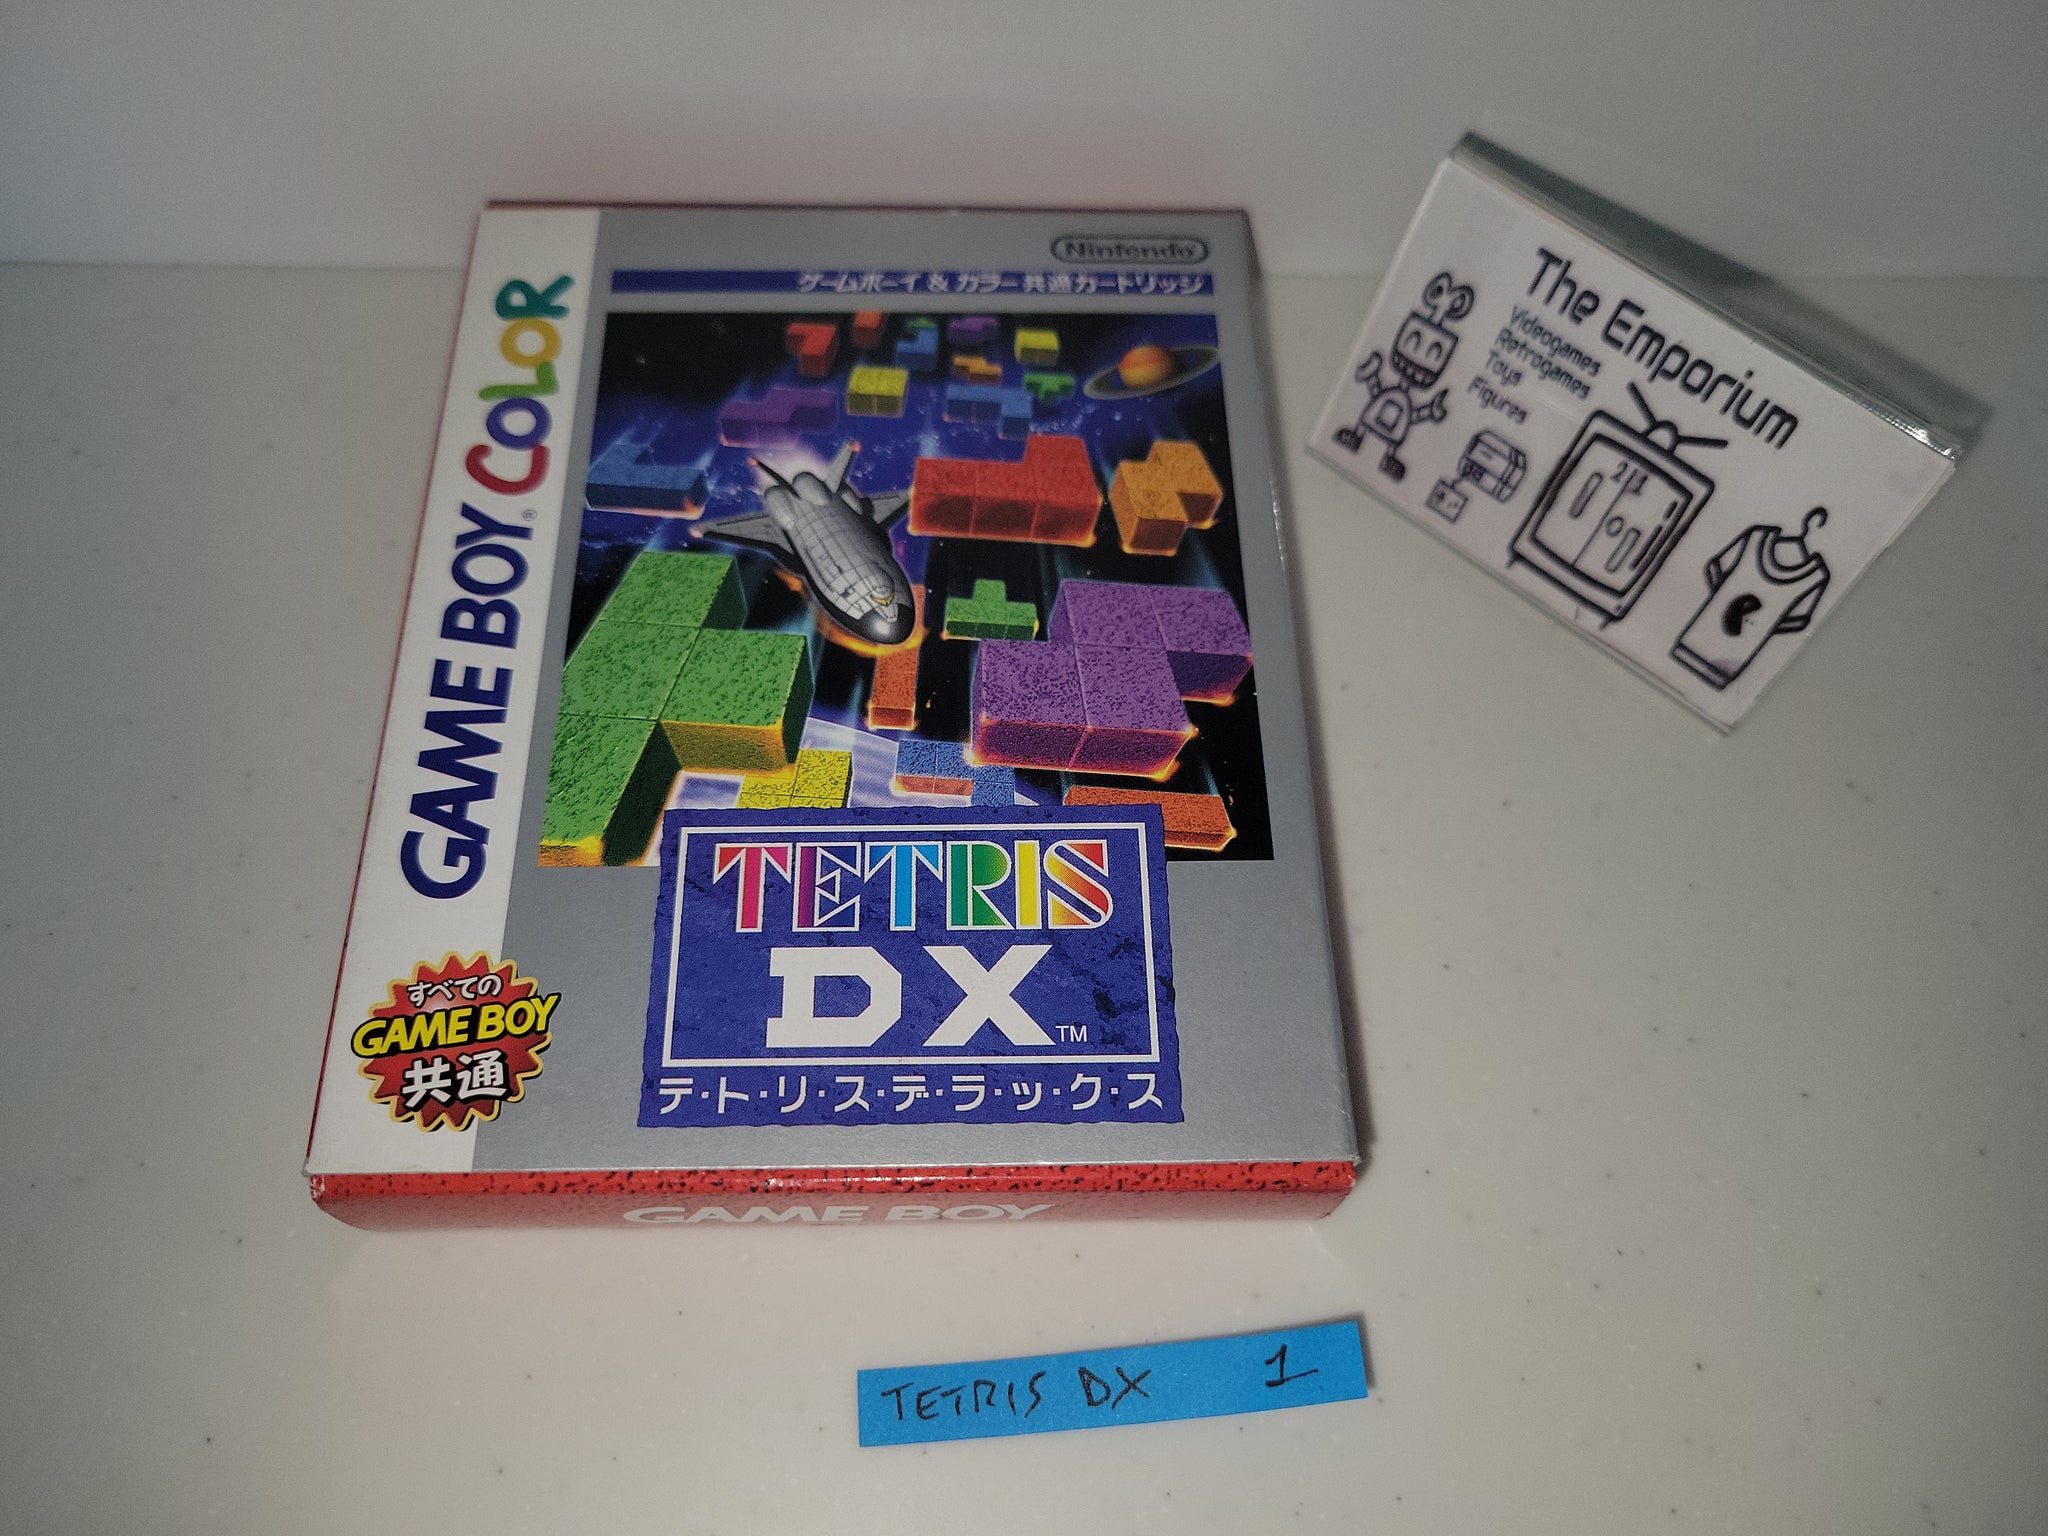 Nintendo
ゲームボーイ & カラー共通カートリッジ
GAME BOY COLOR
®
TETRIS
DX
TM
テ・ト・リ・ス・デ・ラ・ッ・ク・ス
すべての
GAME BOY
共通
GAME BOY
The Emporium
Videogames
Retrogames
Toys
Figures
2 1
TETRIS DX 1